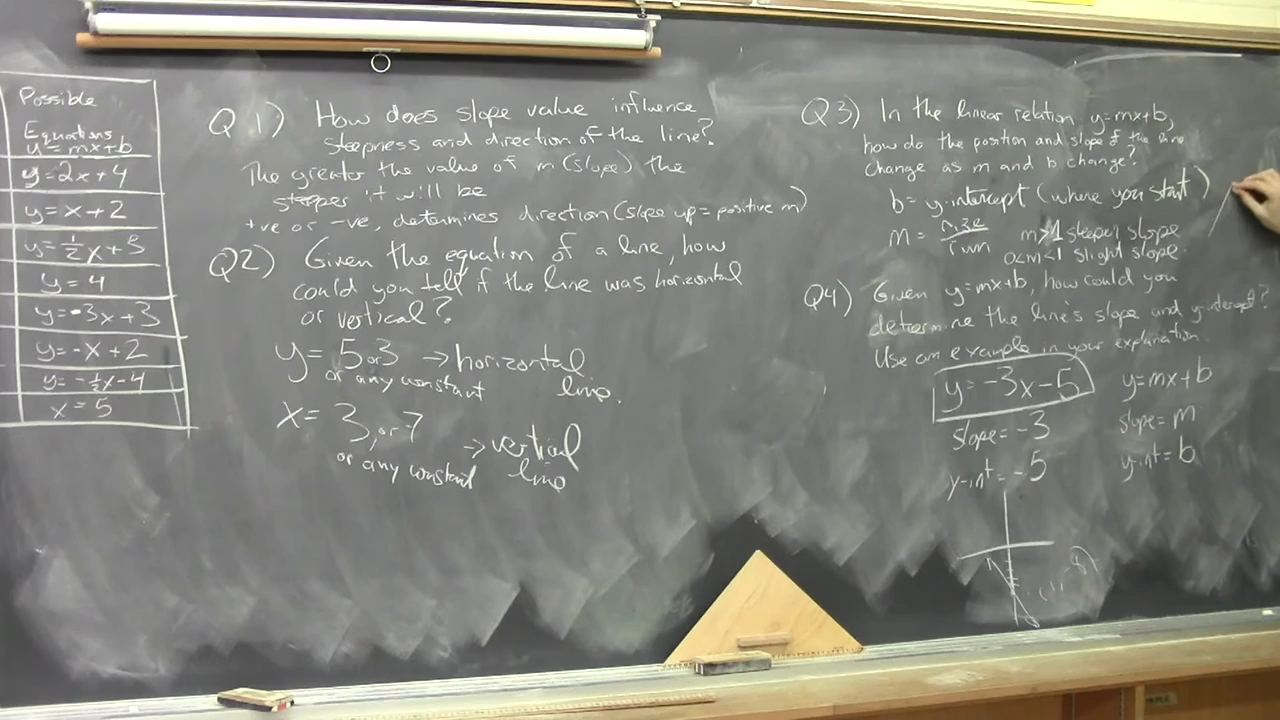 Possible
Equations
y = mx+b
y=2x+4
y=x+2
y=½x+3
y=4
y=-3x+3
y=-x+2
y=-½x-4
x=5
Q1) How does slope value influence
steepness and direction of the line?
The greater the value of m (slope) the
steeper it will be
+ve or -ve, determines direction (slope up = positive m)
Q2) Given the equation of a line, how
could you tell if the line was horizontal
or vertical?
y= 5 or 3 → horizontal
or any constant line.
x= 3, or 7
→ vertical
or any constant line
Q3) In the linear relation y=mx+b,
how do the position and slope of the line
change as m and b change?
b= y-intercept (where you start)
m= rise/run m>1 steeper slope
0<m<1 slight slope.
Q4) Given y=mx+b, how could you
determine the line's slope and y-intercept?
Use an example in your explanation.
y=-3x-5 y=mx+b
slope=-3 slope=m
y-int=-5 y-int=b